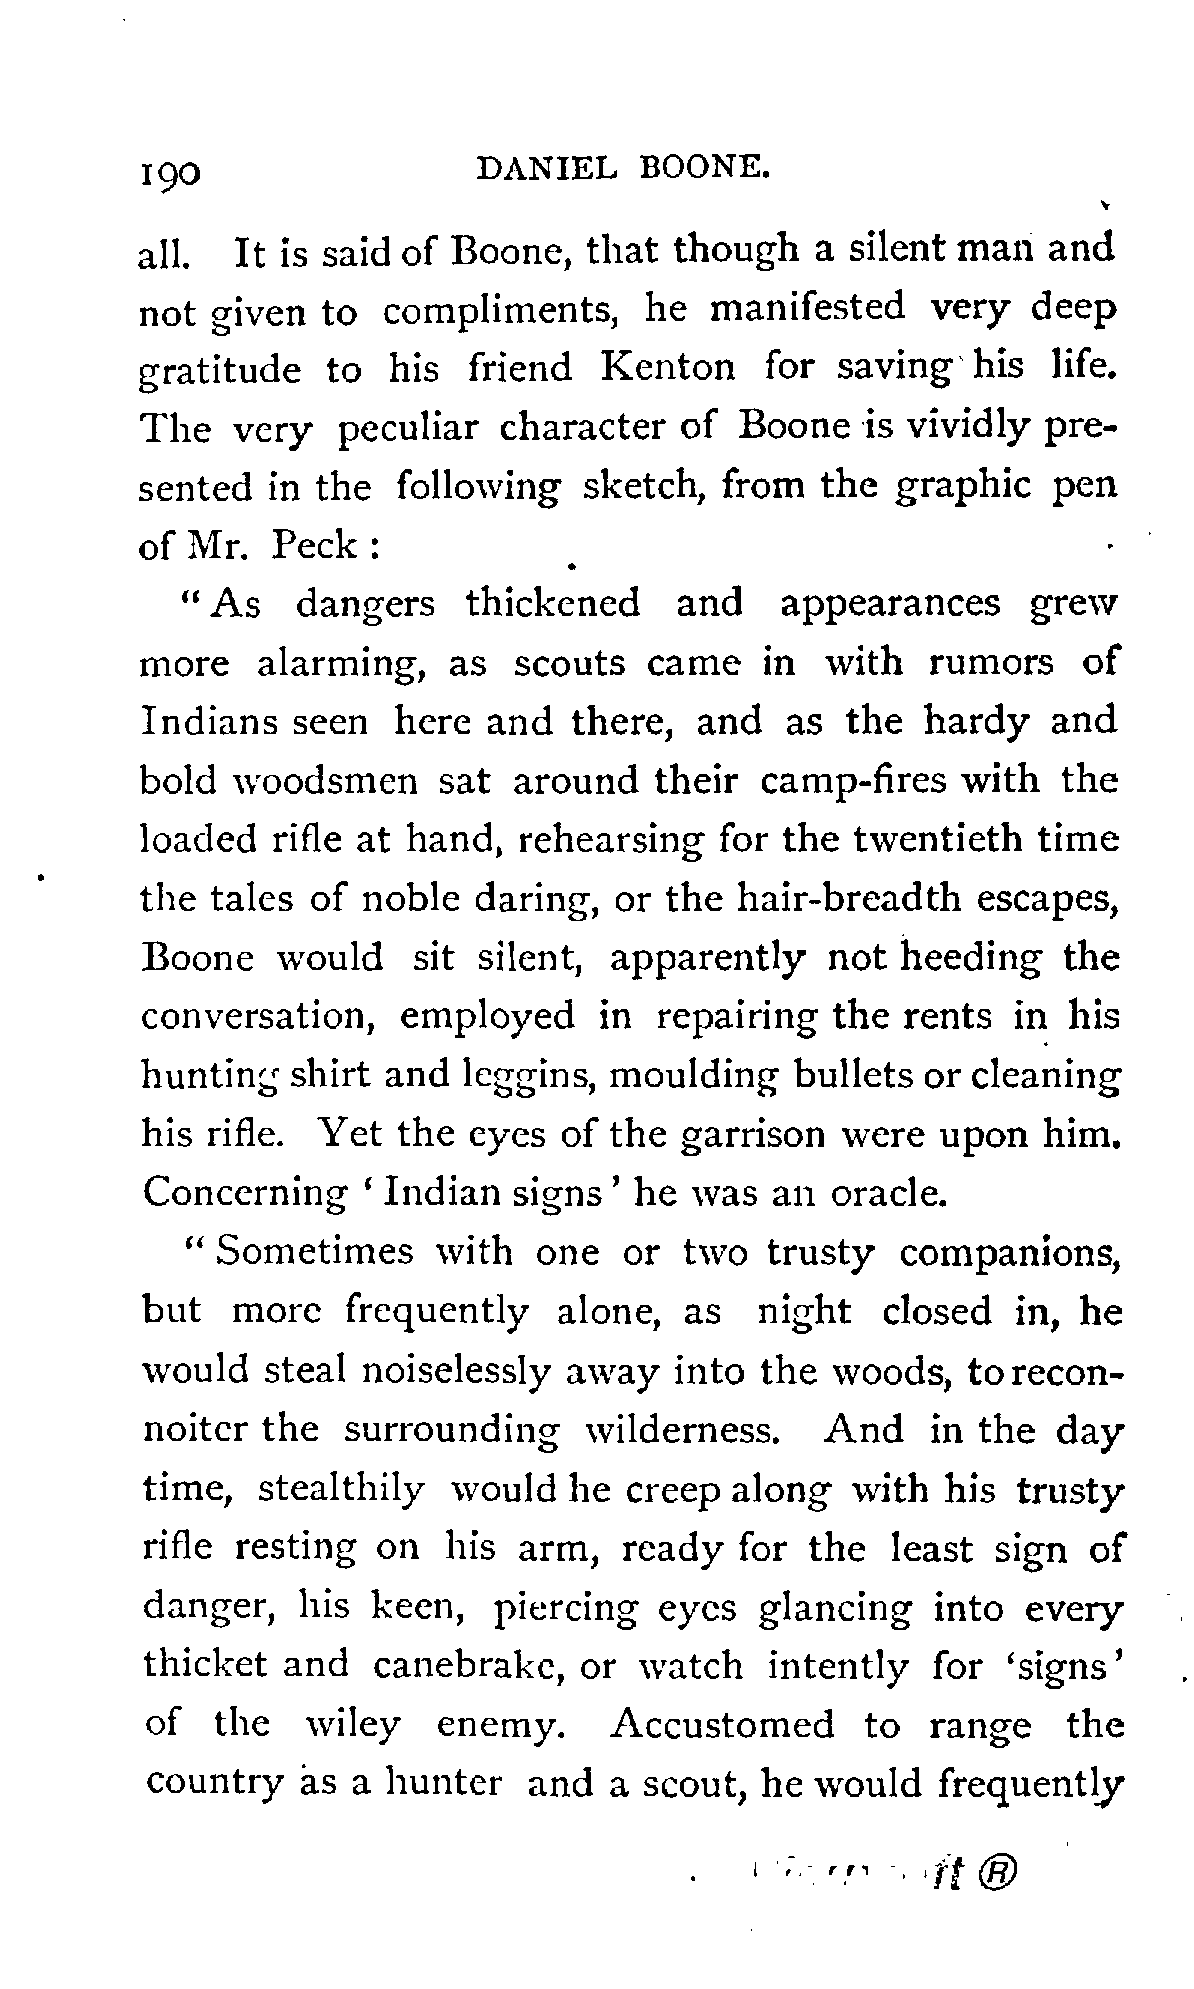 190 DANIEL BOONE.
all. It is said of Boone, that though a silent man and
not given to compliments, he manifested very deep
gratitude to his friend Kenton for saving his life.
The very peculiar character of Boone is vividly pre-
sented in the following sketch, from the graphic pen
of Mr. Peck :
" As dangers thickened and appearances grew
more alarming, as scouts came in with rumors of
Indians seen here and there, and as the hardy and
bold woodsmen sat around their camp-fires with the
loaded rifle at hand, rehearsing for the twentieth time
the tales of noble daring, or the hair-breadth escapes,
Boone would sit silent, apparently not heeding the
conversation, employed in repairing the rents in his
hunting shirt and leggins, moulding bullets or cleaning
his rifle. Yet the eyes of the garrison were upon him.
Concerning ' Indian signs ' he was an oracle.
" Sometimes with one or two trusty companions,
but more frequently alone, as night closed in, he
would steal noiselessly away into the woods, to recon-
noiter the surrounding wilderness. And in the day
time, stealthily would he creep along with his trusty
rifle resting on his arm, ready for the least sign of
danger, his keen, piercing eyes glancing into every
thicket and canebrake, or watch intently for 'signs'
of the wiley enemy. Accustomed to range the
country as a hunter and a scout, he would frequently
®